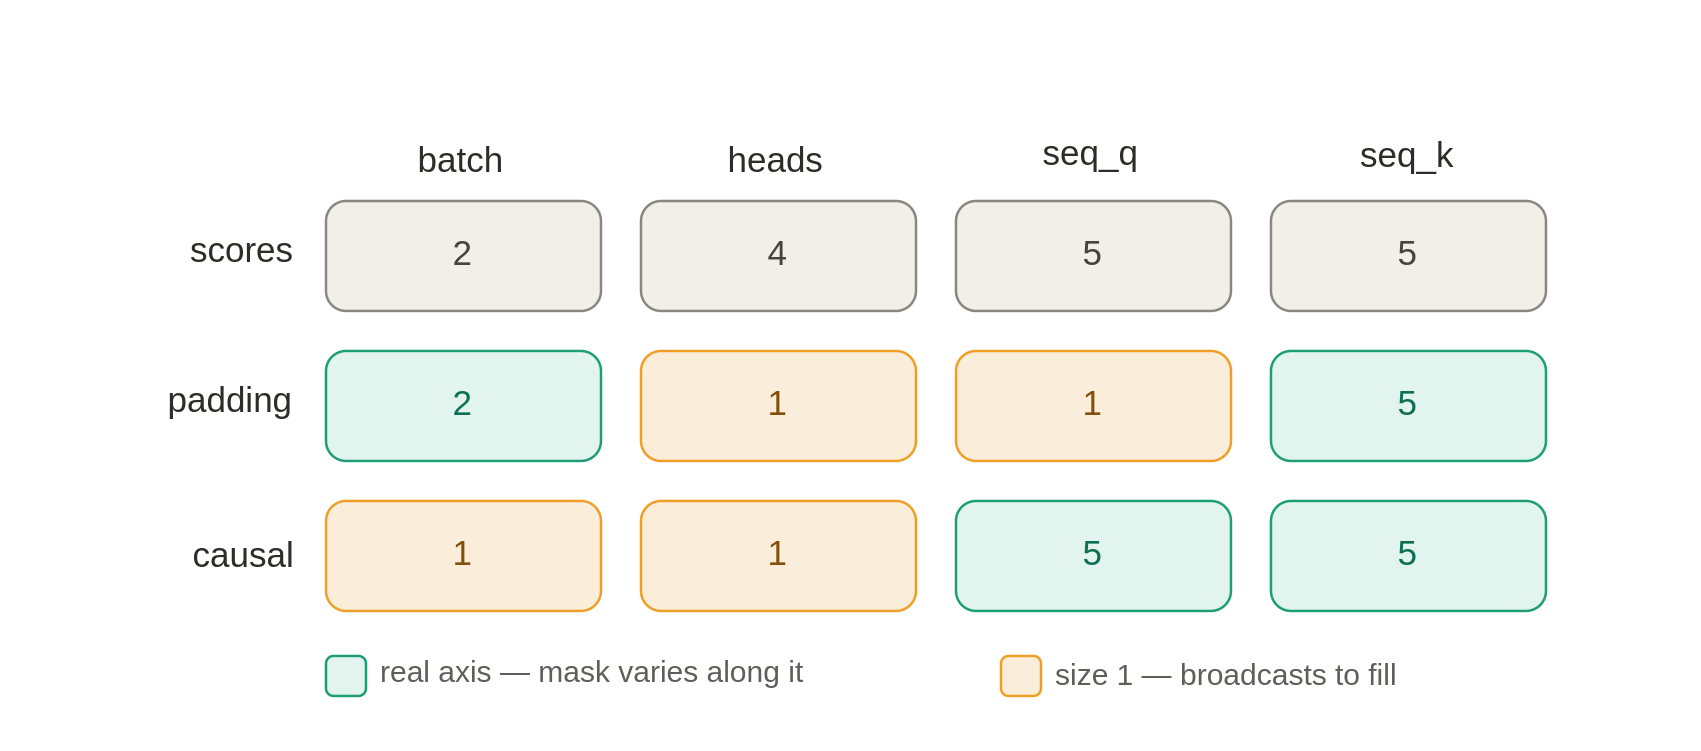 batch heads seq_q seq_k
scores 2 4 5 5
padding 2 1 1 5
causal 1 1 5 5
real axis — mask varies along it size 1 — broadcasts to fill